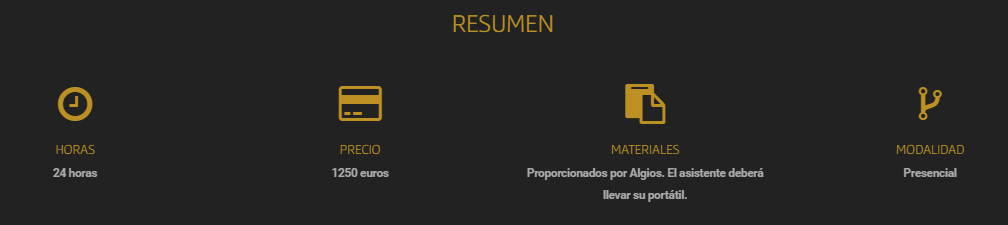 RESUMEN
HORAS
24 horas
PRECIO
1250 euros
MATERIALES
Proporcionados por Algios. El asistente deberá
llevar su portátil.
MODALIDAD
Presencial